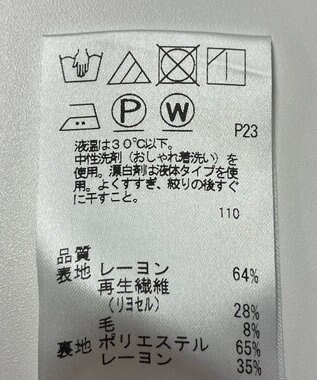 P W
P23
液温は30℃以下。
中性洗剤（おしゃれ着洗い）を
使用。漂白剤は液体タイプを使
用。よくすすぎ、絞りの後すぐ
に干すこと。
110
品質
表地 レーヨン 64%
再生繊維
（リヨセル） 28%
毛 8%
裏地 ポリエステル 65%
レーヨン 35%